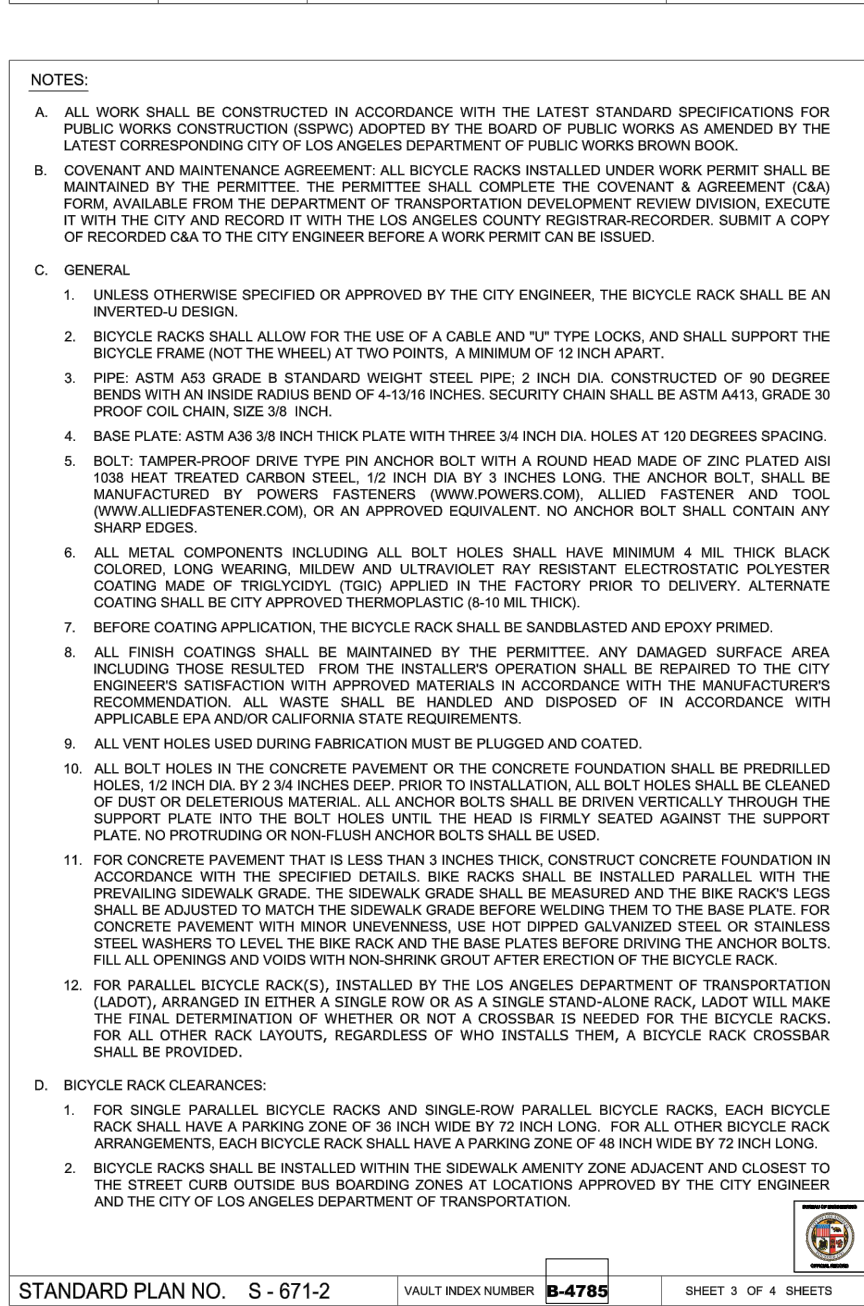 NOTES:
A. ALL WORK SHALL BE CONSTRUCTED IN ACCORDANCE WITH THE LATEST STANDARD SPECIFICATIONS FOR
PUBLIC WORKS CONSTRUCTION (SSPWC) ADOPTED BY THE BOARD OF PUBLIC WORKS AS AMENDED BY THE
LATEST CORRESPONDING CITY OF LOS ANGELES DEPARTMENT OF PUBLIC WORKS BROWN BOOK.
B. COVENANT AND MAINTENANCE AGREEMENT: ALL BICYCLE RACKS INSTALLED UNDER WORK PERMIT SHALL BE
MAINTAINED BY THE PERMITTEE. THE PERMITTEE SHALL COMPLETE THE COVENANT & AGREEMENT (C&A)
FORM, AVAILABLE FROM THE DEPARTMENT OF TRANSPORTATION DEVELOPMENT REVIEW DIVISION, EXECUTE
IT WITH THE CITY AND RECORD IT WITH THE LOS ANGELES COUNTY REGISTRAR-RECORDER. SUBMIT A COPY
OF RECORDED C&A TO THE CITY ENGINEER BEFORE A WORK PERMIT CAN BE ISSUED.
C. GENERAL
1. UNLESS OTHERWISE SPECIFIED OR APPROVED BY THE CITY ENGINEER, THE BICYCLE RACK SHALL BE AN
INVERTED-U DESIGN.
2. BICYCLE RACKS SHALL ALLOW FOR THE USE OF A CABLE AND "U" TYPE LOCKS, AND SHALL SUPPORT THE
BICYCLE FRAME (NOT THE WHEEL) AT TWO POINTS, A MINIMUM OF 12 INCH APART.
3. PIPE: ASTM A53 GRADE B STANDARD WEIGHT STEEL PIPE; 2 INCH DIA. CONSTRUCTED OF 90 DEGREE
BENDS WITH AN INSIDE RADIUS BEND OF 4-13/16 INCHES. SECURITY CHAIN SHALL BE ASTM A413, GRADE 30
PROOF COIL CHAIN, SIZE 3/8 INCH.
4. BASE PLATE: ASTM A36 3/8 INCH THICK PLATE WITH THREE 3/4 INCH DIA. HOLES AT 120 DEGREES SPACING.
5. BOLT: TAMPER-PROOF DRIVE TYPE PIN ANCHOR BOLT WITH A ROUND HEAD MADE OF ZINC PLATED AISI
1038 HEAT TREATED CARBON STEEL, 1/2 INCH DIA BY 3 INCHES LONG. THE ANCHOR BOLT, SHALL BE
MANUFACTURED BY POWERS FASTENERS (WWW.POWERS.COM), ALLIED FASTENER AND TOOL
(WWW.ALLIEDFASTENER.COM), OR AN APPROVED EQUIVALENT. NO ANCHOR BOLT SHALL CONTAIN ANY
SHARP EDGES.
6. ALL METAL COMPONENTS INCLUDING ALL BOLT HOLES SHALL HAVE MINIMUM 4 MIL THICK BLACK
COLORED, LONG WEARING, MILDEW AND ULTRAVIOLET RAY RESISTANT ELECTROSTATIC POLYESTER
COATING MADE OF TRIGLYCIDYL (TGIC) APPLIED IN THE FACTORY PRIOR TO DELIVERY. ALTERNATE
COATING SHALL BE CITY APPROVED THERMOPLASTIC (8-10 MIL THICK).
7. BEFORE COATING APPLICATION, THE BICYCLE RACK SHALL BE SANDBLASTED AND EPOXY PRIMED.
8. ALL FINISH COATINGS SHALL BE MAINTAINED BY THE PERMITTEE. ANY DAMAGED SURFACE AREA
INCLUDING THOSE RESULTED FROM THE INSTALLER'S OPERATION SHALL BE REPAIRED TO THE CITY
ENGINEER'S SATISFACTION WITH APPROVED MATERIALS IN ACCORDANCE WITH THE MANUFACTURER'S
RECOMMENDATION. ALL WASTE SHALL BE HANDLED AND DISPOSED OF IN ACCORDANCE WITH
APPLICABLE EPA AND/OR CALIFORNIA STATE REQUIREMENTS.
9. ALL VENT HOLES USED DURING FABRICATION MUST BE PLUGGED AND COATED.
10. ALL BOLT HOLES IN THE CONCRETE PAVEMENT OR THE CONCRETE FOUNDATION SHALL BE PREDRILLED
HOLES, 1/2 INCH DIA. BY 2 3/4 INCHES DEEP. PRIOR TO INSTALLATION, ALL BOLT HOLES SHALL BE CLEANED
OF DUST OR DELETERIOUS MATERIAL. ALL ANCHOR BOLTS SHALL BE DRIVEN VERTICALLY THROUGH THE
SUPPORT PLATE INTO THE BOLT HOLES UNTIL THE HEAD IS FIRMLY SEATED AGAINST THE SUPPORT
PLATE. NO PROTRUDING OR NON-FLUSH ANCHOR BOLTS SHALL BE USED.
11. FOR CONCRETE PAVEMENT THAT IS LESS THAN 3 INCHES THICK, CONSTRUCT CONCRETE FOUNDATION IN
ACCORDANCE WITH THE SPECIFIED DETAILS. BIKE RACKS SHALL BE INSTALLED PARALLEL WITH THE
PREVAILING SIDEWALK GRADE. THE SIDEWALK GRADE SHALL BE MEASURED AND THE BIKE RACK'S LEGS
SHALL BE ADJUSTED TO MATCH THE SIDEWALK GRADE BEFORE WELDING THEM TO THE BASE PLATE. FOR
CONCRETE PAVEMENT WITH MINOR UNEVENNESS, USE HOT DIPPED GALVANIZED STEEL OR STAINLESS
STEEL WASHERS TO LEVEL THE BIKE RACK AND THE BASE PLATES BEFORE DRIVING THE ANCHOR BOLTS.
FILL ALL OPENINGS AND VOIDS WITH NON-SHRINK GROUT AFTER ERECTION OF THE BICYCLE RACK.
12. FOR PARALLEL BICYCLE RACK(S), INSTALLED BY THE LOS ANGELES DEPARTMENT OF TRANSPORTATION
(LADOT), ARRANGED IN EITHER A SINGLE ROW OR AS A SINGLE STAND-ALONE RACK, LADOT WILL MAKE
THE FINAL DETERMINATION OF WHETHER OR NOT A CROSSBAR IS NEEDED FOR THE BICYCLE RACKS.
FOR ALL OTHER RACK LAYOUTS, REGARDLESS OF WHO INSTALLS THEM, A BICYCLE RACK CROSSBAR
SHALL BE PROVIDED.
D. BICYCLE RACK CLEARANCES:
1. FOR SINGLE PARALLEL BICYCLE RACKS AND SINGLE-ROW PARALLEL BICYCLE RACKS, EACH BICYCLE
RACK SHALL HAVE A PARKING ZONE OF 36 INCH WIDE BY 72 INCH LONG. FOR ALL OTHER BICYCLE RACK
ARRANGEMENTS, EACH BICYCLE RACK SHALL HAVE A PARKING ZONE OF 48 INCH WIDE BY 72 INCH LONG.
2. BICYCLE RACKS SHALL BE INSTALLED WITHIN THE SIDEWALK AMENITY ZONE ADJACENT AND CLOSEST TO
THE STREET CURB OUTSIDE BUS BOARDING ZONES AT LOCATIONS APPROVED BY THE CITY ENGINEER
AND THE CITY OF LOS ANGELES DEPARTMENT OF TRANSPORTATION.
BUREAU OF ENGINEERING
OFFICIAL RECORD
STANDARD PLAN NO. S - 671-2
VAULT INDEX NUMBER B-4785
SHEET 3 OF 4 SHEETS